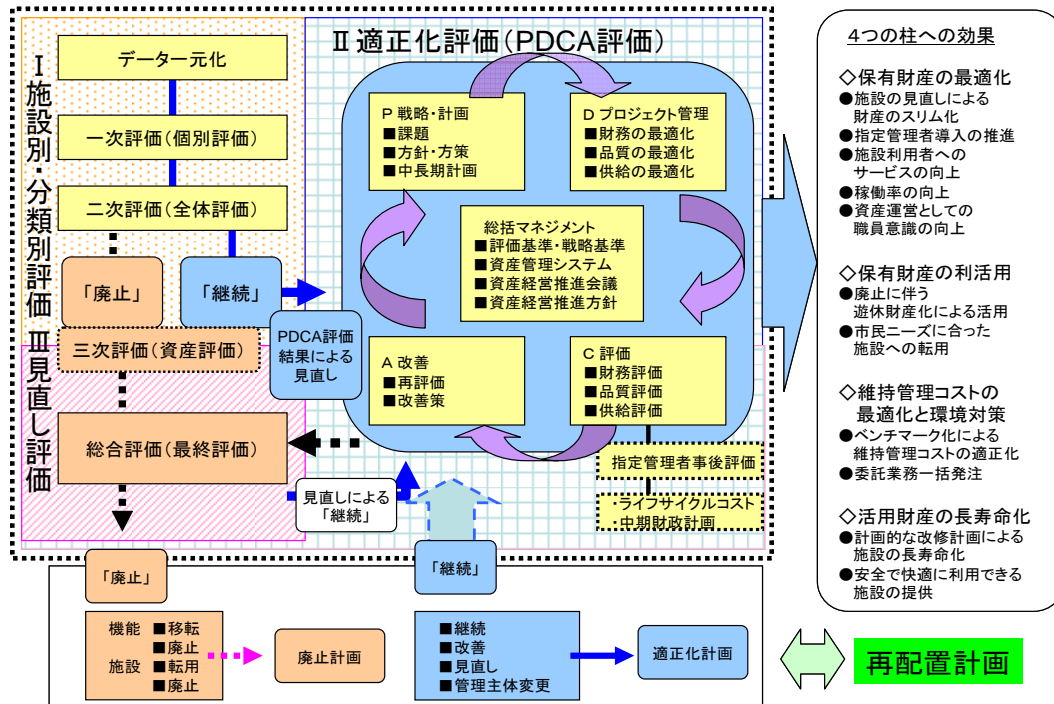 Ⅰ施設別・分類別評価
データー元化
一次評価(個別評価)
二次評価(全体評価)
「廃止」
「継続」
Ⅱ適正化評価(PDCA評価)
P 戦略・計画
■課題
■方針・方策
■中長期計画
D プロジェクト管理
■財務の最適化
■品質の最適化
■供給の最適化
総括マネジメント
■評価基準・戦略基準
■資産管理システム
■資産経営推進会議
■資産経営推進方針
A 改善
■再評価
■改善策
C 評価
■財務評価
■品質評価
■供給評価
PDCA評価
結果による
見直し
指定管理者事後評価
・ライフサイクルコスト
・中期財政計画
Ⅲ見直し評価
三次評価(資産評価)
総合評価(最終評価)
見直しによる
「継続」
「廃止」
機能 ■移転
■廃止
施設 ■転用
■廃止
廃止計画
「継続」
■継続
■改善
■見直し
■管理主体変更
適正化計画
4つの柱への効果
◇保有財産の最適化
●施設の見直しによる
財産のスリム化
●指定管理者導入の推進
●施設利用者への
サービスの向上
●稼働率の向上
●資産運営としての
職員意識の向上
◇保有財産の利活用
●廃止に伴う
遊休財産化による活用
●市民ニーズに合った
施設への転用
◇維持管理コストの
最適化と環境対策
●ベンチマーク化による
維持管理コストの適正化
●委託業務一括発注
◇活用財産の長寿命化
●計画的な改修計画による
施設の長寿命化
●安全で快適に利用できる
施設の提供
再配置計画